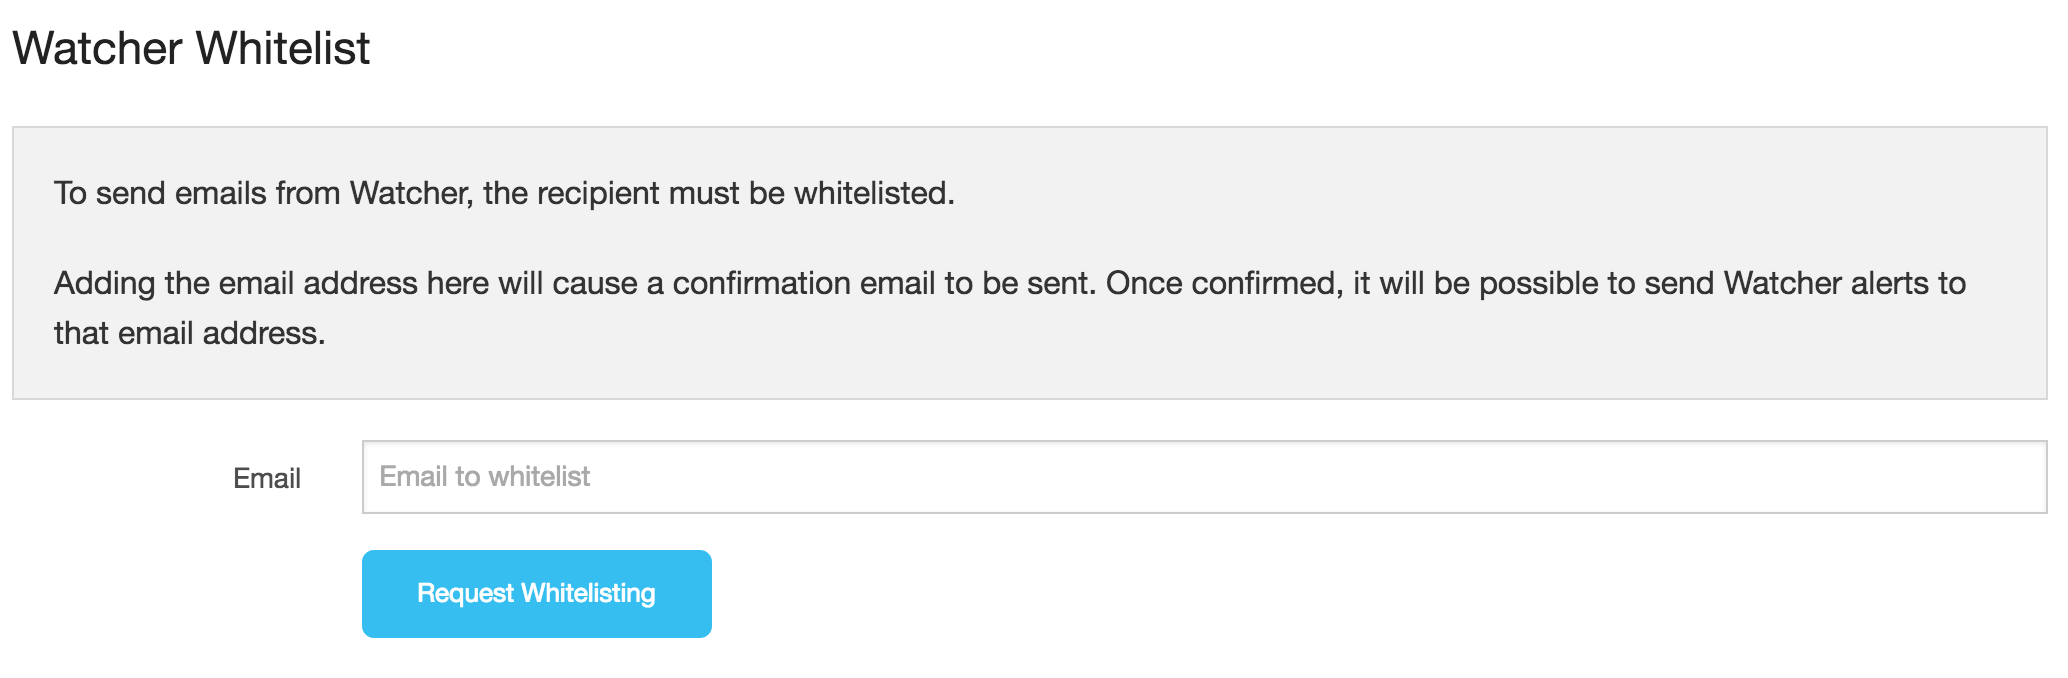 Watcher Whitelist
To send emails from Watcher, the recipient must be whitelisted.
Adding the email address here will cause a confirmation email to be sent. Once confirmed, it will be possible to send Watcher alerts to
that email address.
Email
Email to whitelist
Request Whitelisting